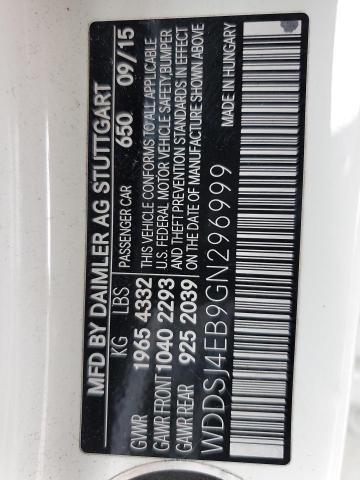 MFD BY DAIMLER AG STUTTGART
650 09/15
KG LBS PASSENGER CAR
GVWR 1965 4332
GAWR FRONT 1040 2293
GAWR REAR 925 2039
THIS VEHICLE CONFORMS TO ALL APPLICABLE
U.S. FEDERAL MOTOR VEHICLE SAFETY,BUMPER
AND THEFT PREVENTION STANDARDS IN EFFECT
ON THE DATE OF MANUFACTURE SHOWN ABOVE
WDDSJ4EB9GN296999
MADE IN HUNGARY